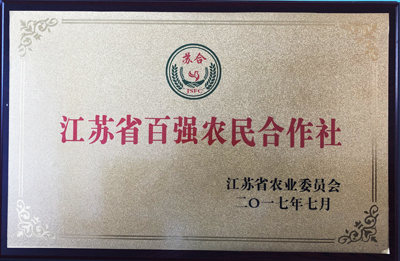 苏合
JSFC
江苏省百强农民合作社
江苏省农业委员会
二〇一七年七月